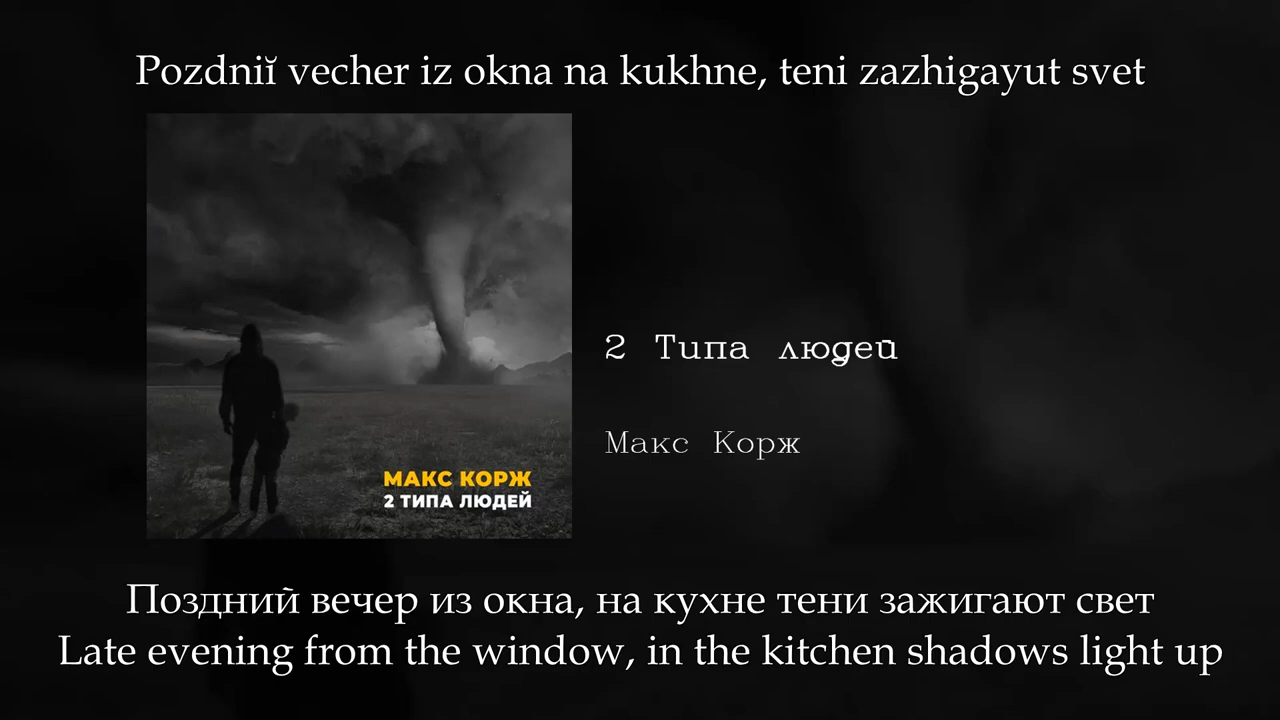 Pozdniĭ vecher iz okna na kukhne, teni zazhigayut svet
МАКС КОРЖ
2 ТИПА ЛЮДЕЙ
2 Типа людей
Макс Корж
Поздний вечер из окна, на кухне тени зажигают свет
Late evening from the window, in the kitchen shadows light up